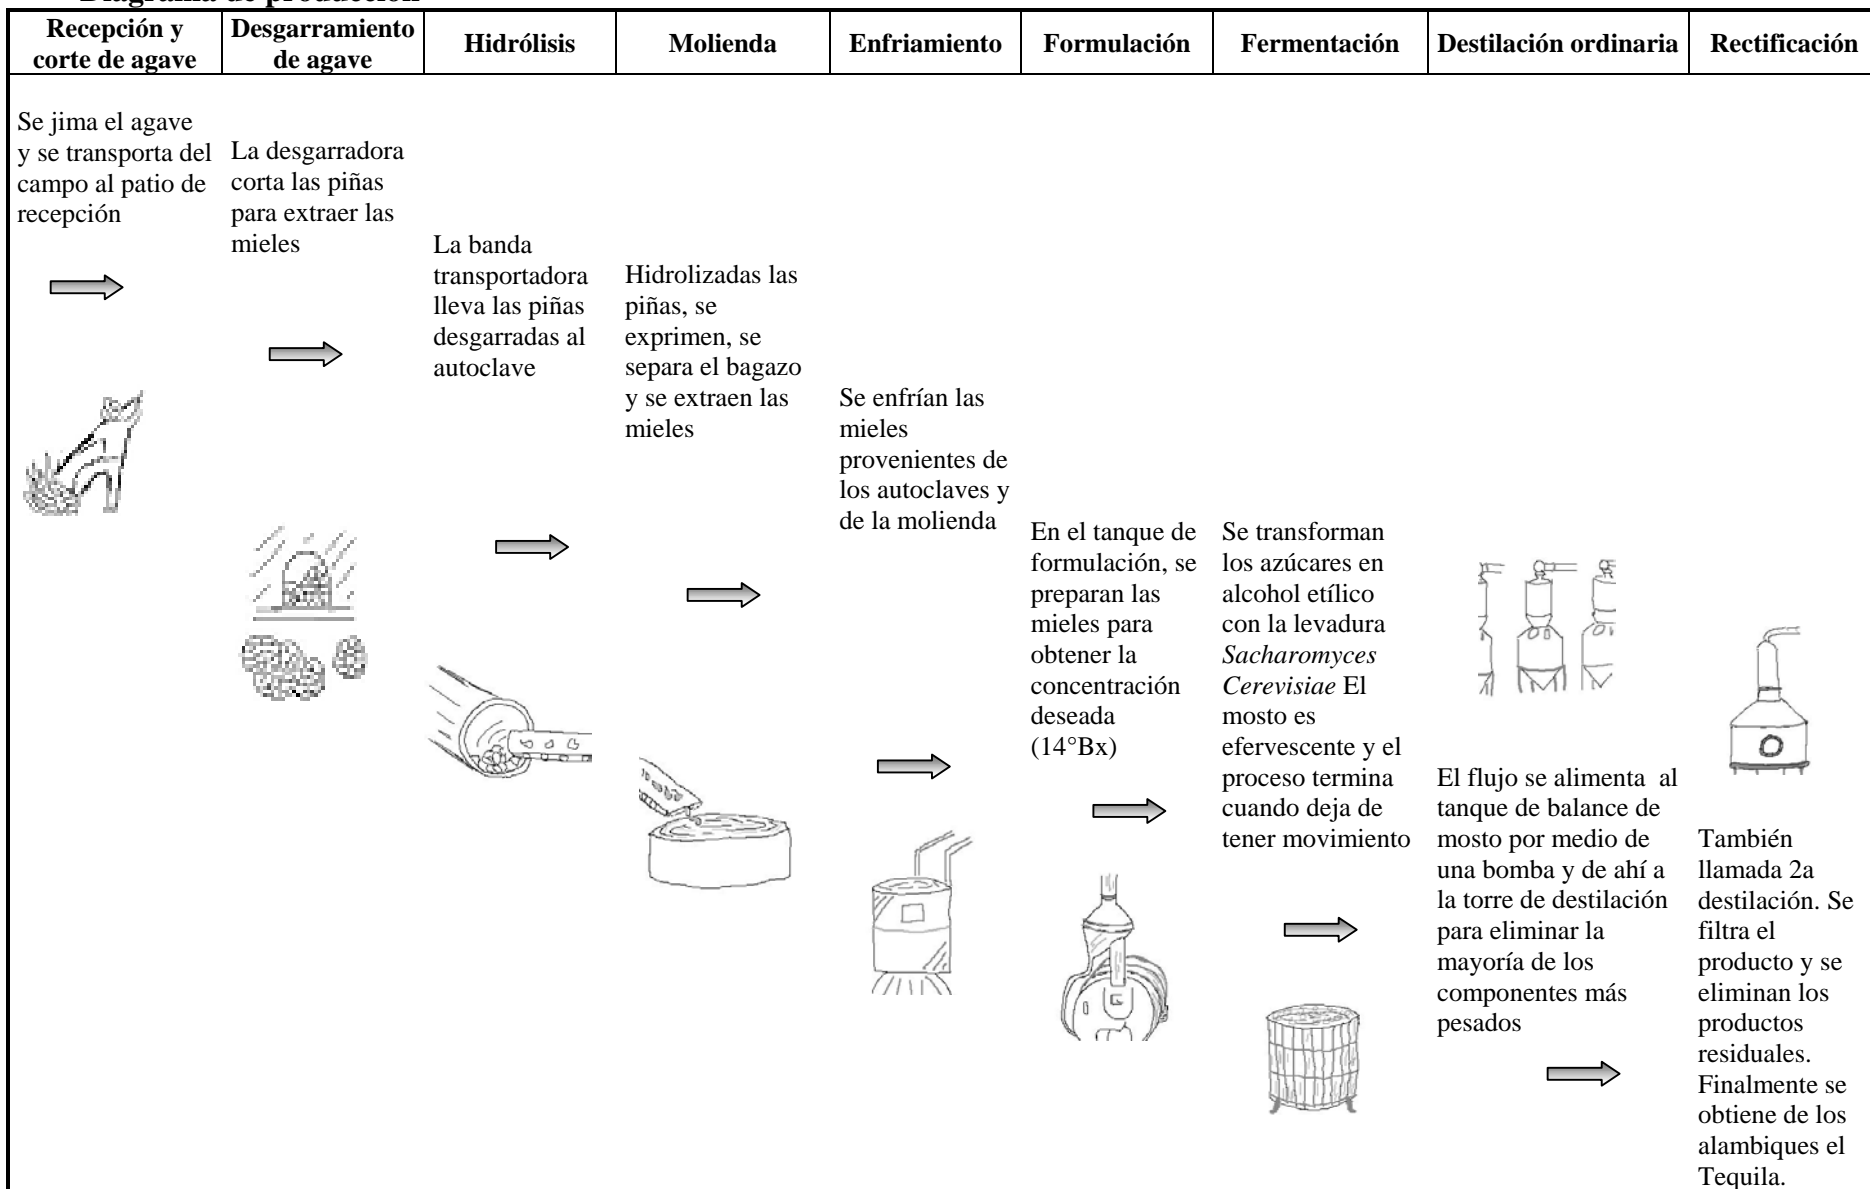 Diagrama de producción
Recepción y
corte de agave
Desgarramiento
de agave
Hidrólisis
Molienda
Enfriamiento
Formulación
Fermentación
Destilación ordinaria
Rectificación
Se jima el agave
y se transporta del
campo al patio de
recepción
La desgarradora
corta las piñas
para extraer las
mieles
La banda
transportadora
lleva las piñas
desgarradas al
autoclave
Hidrolizadas las
piñas, se
exprimen, se
separa el bagazo
y se extraen las
mieles
Se enfrían las
mieles
provenientes de
los autoclaves y
de la molienda
En el tanque de
formulación, se
preparan las
mieles para
obtener la
concentración
deseada
(14°Bx)
Se transforman
los azúcares en
alcohol etílico
con la levadura
Sacharomyces
Cerevisiae El
mosto es
efervescente y el
proceso termina
cuando deja de
tener movimiento
El flujo se alimenta al
tanque de balance de
mosto por medio de
una bomba y de ahí a
la torre de destilación
para eliminar la
mayoría de los
componentes más
pesados
También
llamada 2a
destilación. Se
filtra el
producto y se
eliminan los
productos
residuales.
Finalmente se
obtiene de los
alambiques el
Tequila.